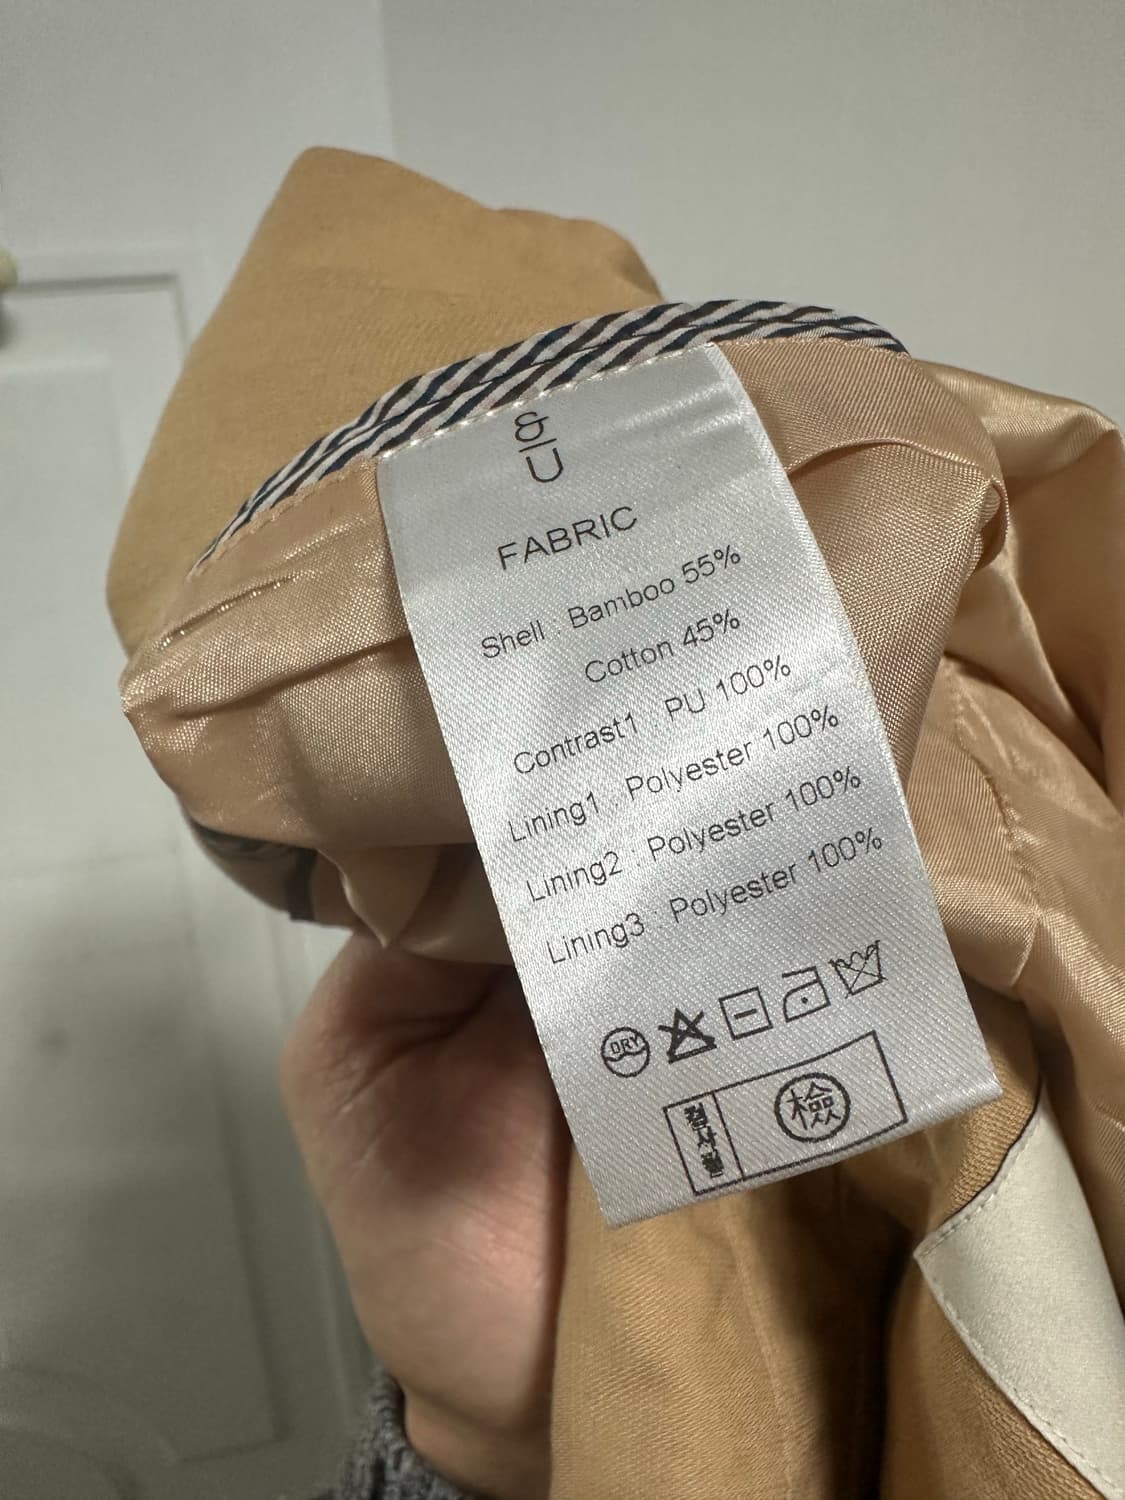 &
U
FABRIC
Shell : Bamboo 55%
Cotton 45%
Contrast1 : PU 100%
Lining1 : Polyester 100%
Lining2 : Polyester 100%
Lining3 : Polyester 100%
DRY
검사필
檢